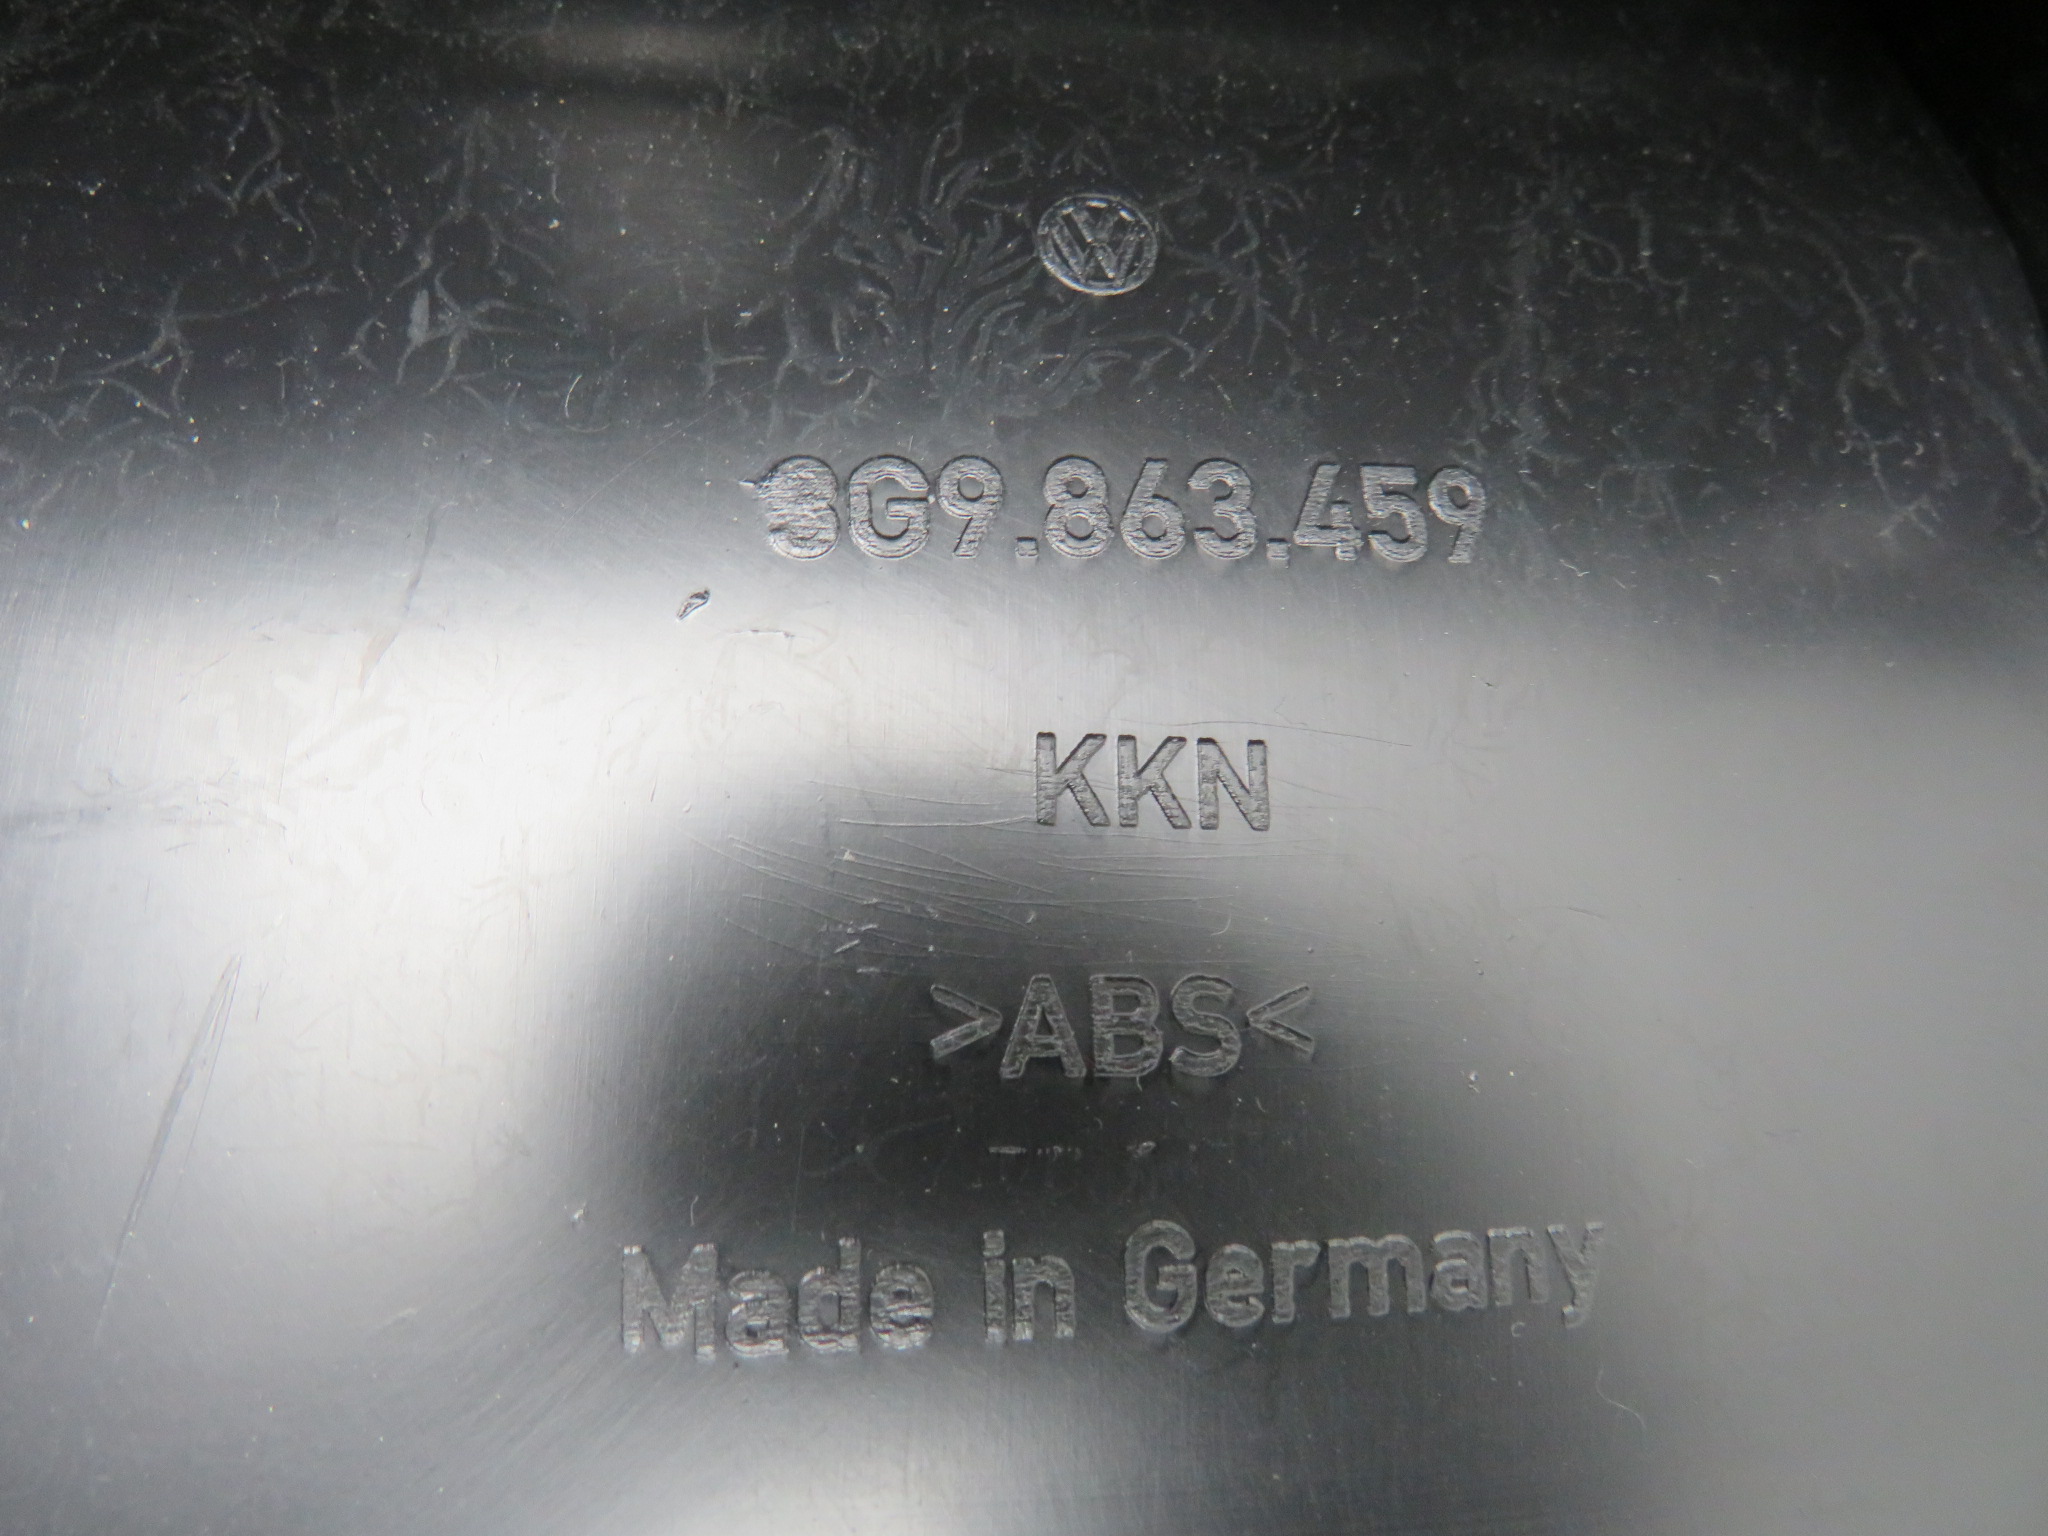 3G9.863.459
KKN
>ABS<
Made in Germany